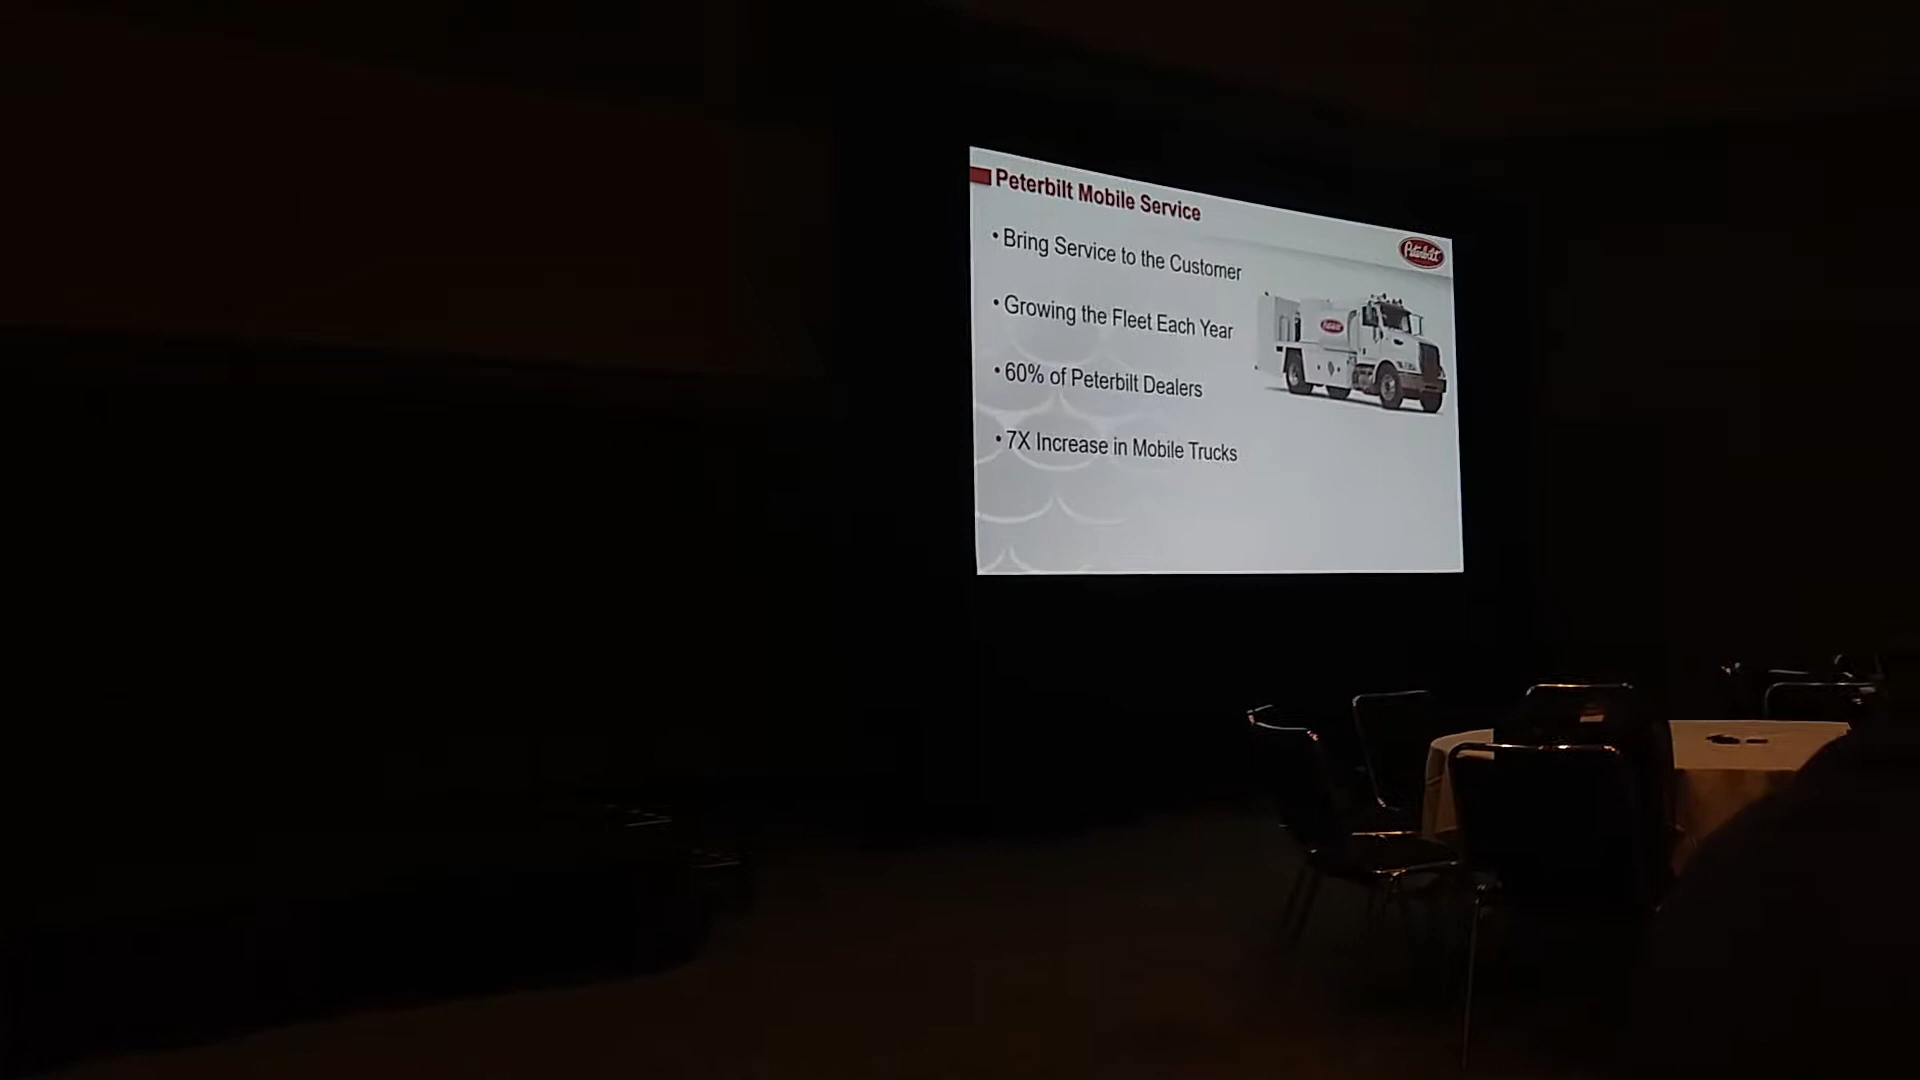 Peterbilt Mobile Service
Peterbilt
• Bring Service to the Customer
• Growing the Fleet Each Year
• 60% of Peterbilt Dealers
• 7X Increase in Mobile Trucks